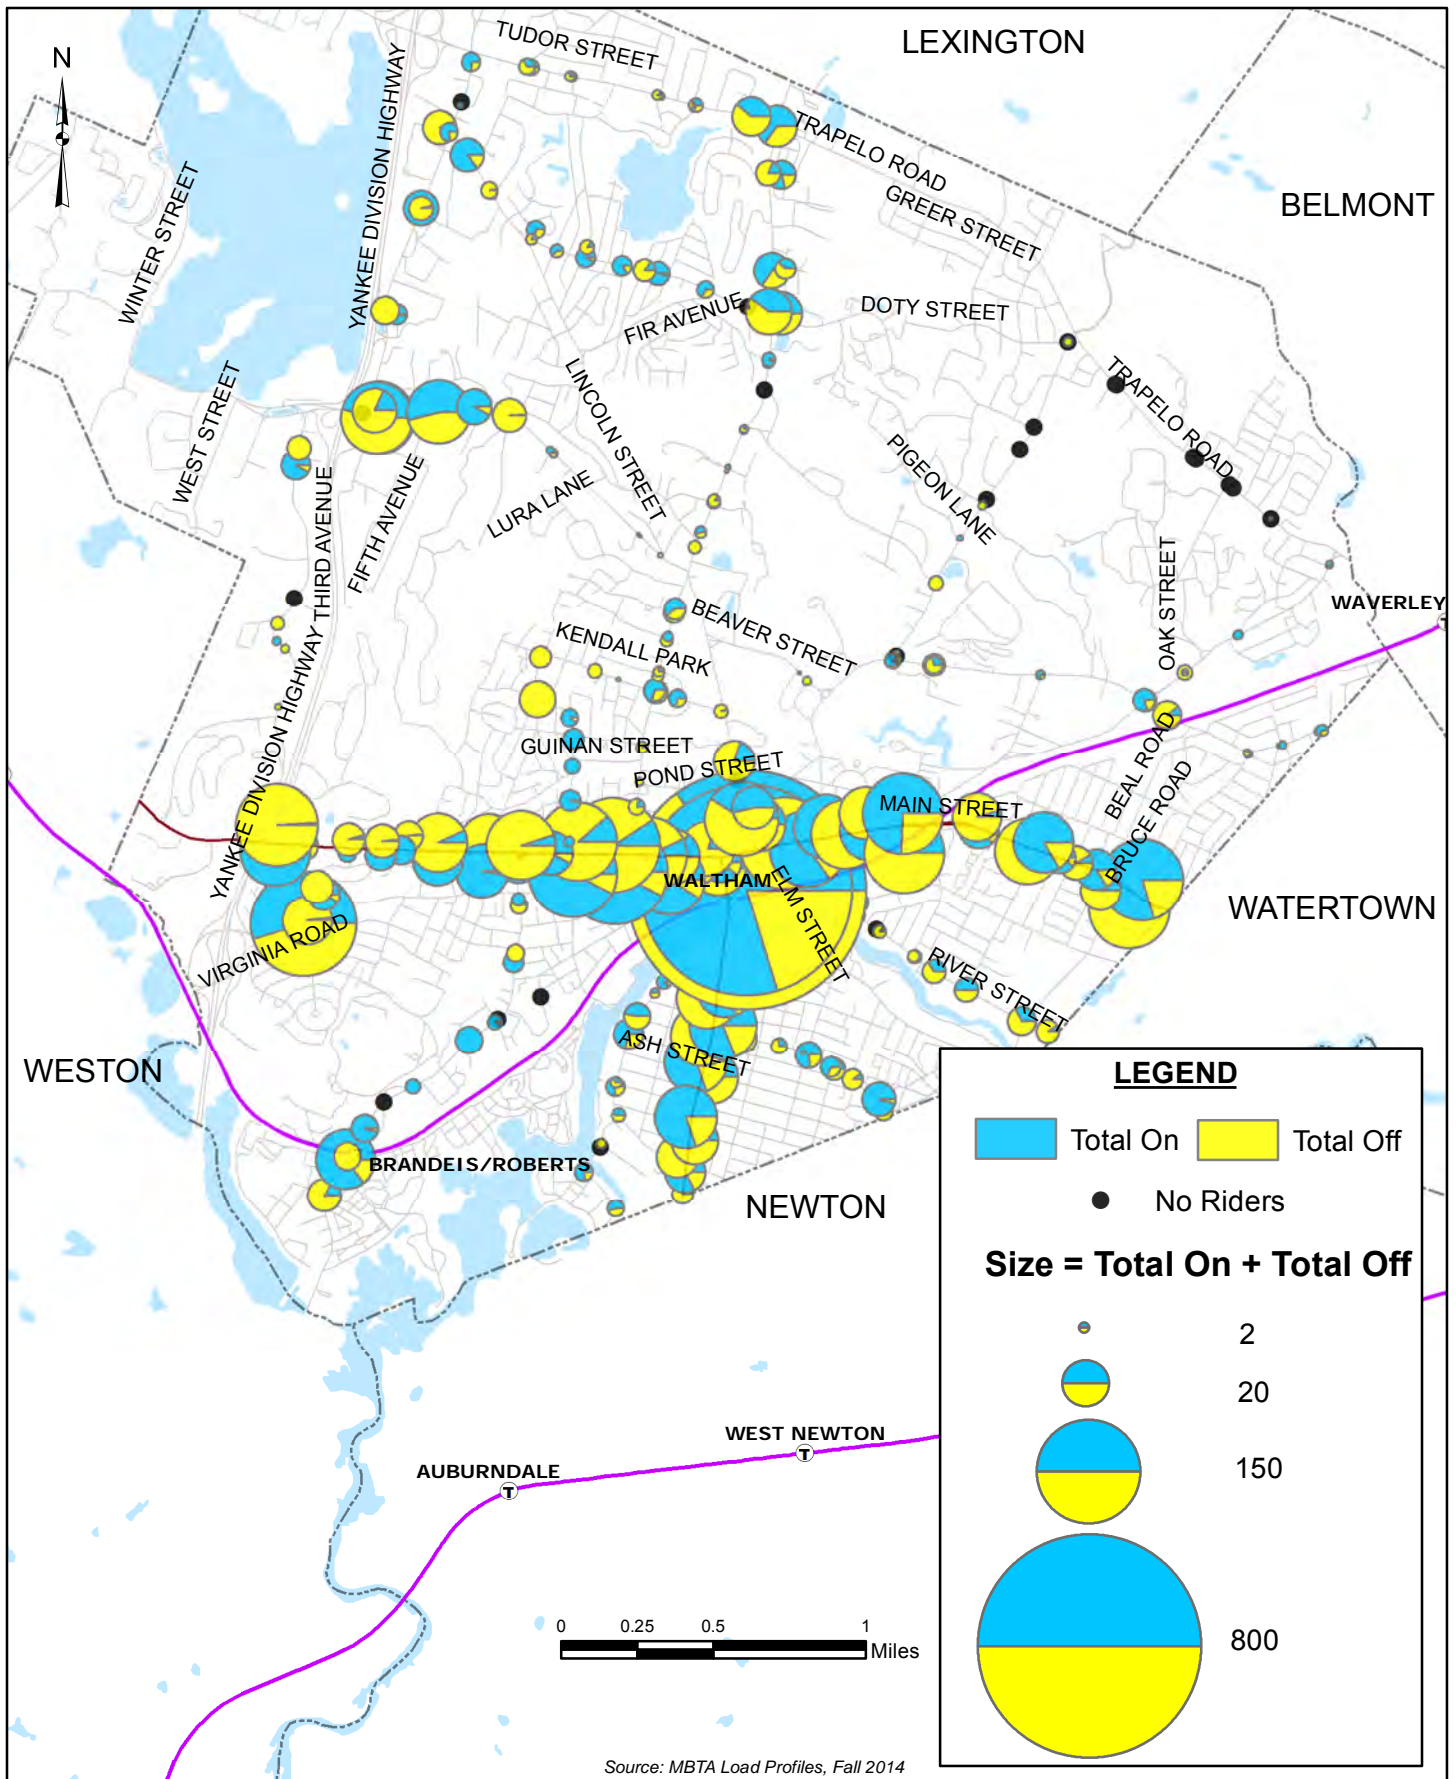 TUDOR STREET
LEXINGTON
N
YANKEE DIVISION HIGHWAY
TRAPELO ROAD
GREER STREET
BELMONT
WINTER STREET
FIR AVENUE
DOTY STREET
LINCOLN STREET
TRAPELO ROAD
WEST STREET
PIGEON LANE
FIFTH AVENUE
LURA LANE
THIRD AVENUE
OAK STREET
WAVERLEY
T
BEAVER STREET
KENDALL PARK
YANKEE DIVISION HIGHWAY
GUINAN STREET
POND STREET
BEAL ROAD
BRUCE ROAD
MAIN STREET
WALTHAM
ELM STREET
WATERTOWN
VIRGINIA ROAD
RIVER STREET
ASH STREET
WESTON
BRANDEIS/ROBERTS
NEWTON
LEGEND
Total On
Total Off
No Riders
Size = Total On + Total Off
2
20
150
800
WEST NEWTON
T
AUBURNDALE
T
0 0.25 0.5 1
Miles
Source: MBTA Load Profiles, Fall 2014